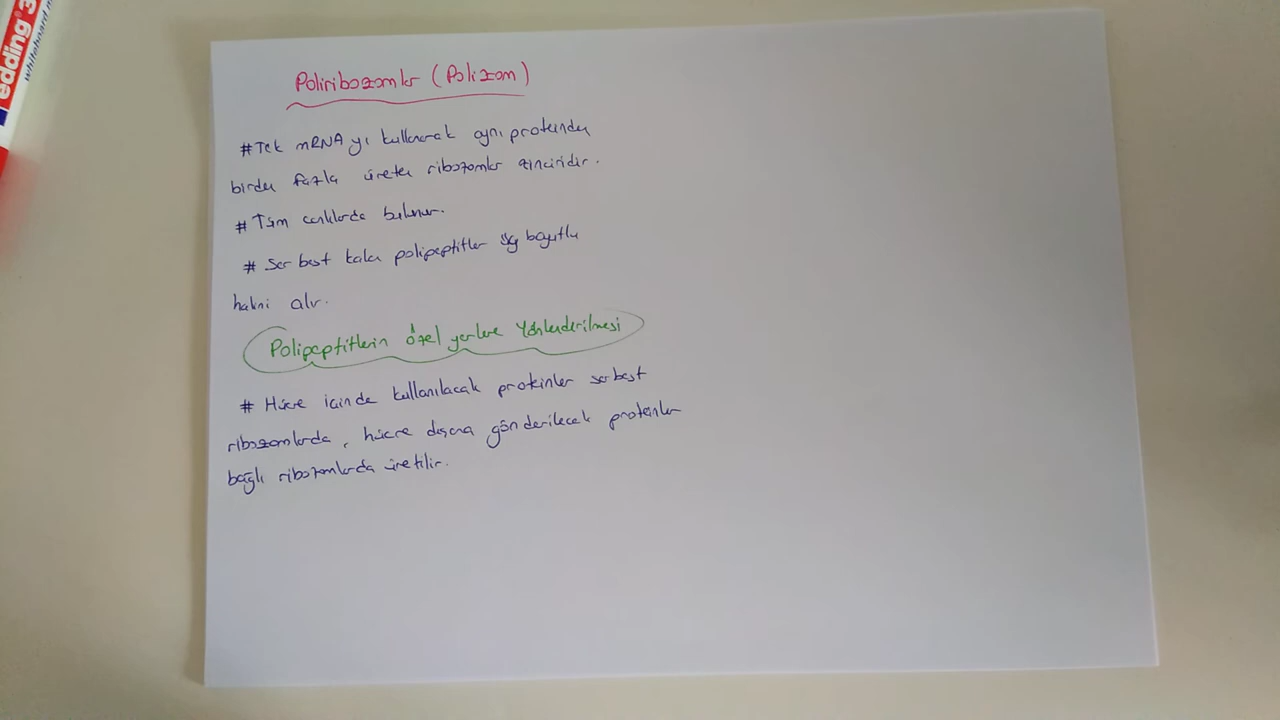 edding 3
whiteboard m
Poliribozomlar (Polizom)
#Tek mRNA yı kullanarak aynı proteinden
birden fazla üreten ribozomlar zinciridir.
# Tüm canlılarda bulunur.
# Serbest kalan polipeptitler üç boyutlu
halini alır.
Polipeptitlerin özel yerlere Yönlenderilmesi
# Hücre içinde kullanılacak proteinler serbest
ribozomlarda, hücre dışına gönderilecek proteinler
bağlı ribozomlarda üretilir.